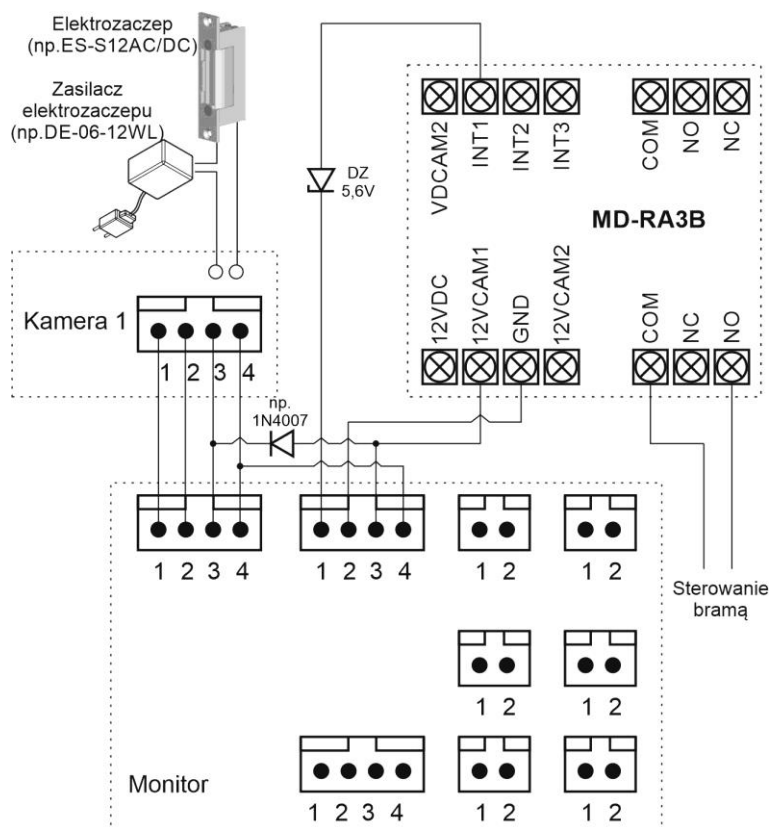 Elektrozaczep
(np.ES-S12AC/DC)
Zasilacz
elektrozaczepu
(np.DE-06-12WL)
DZ
5,6V
VDCAM2
INT1
INT2
INT3
COM
NO
NC
MD-RA3B
12VDC
12VCAM1
GND
12VCAM2
COM
NC
NO
Kamera 1
1 2 3 4
np.
1N4007
1 2 3 4
1 2 3 4
1 2
1 2
Sterowanie
bramą
1 2
1 2
Monitor
1 2 3 4
1 2
1 2